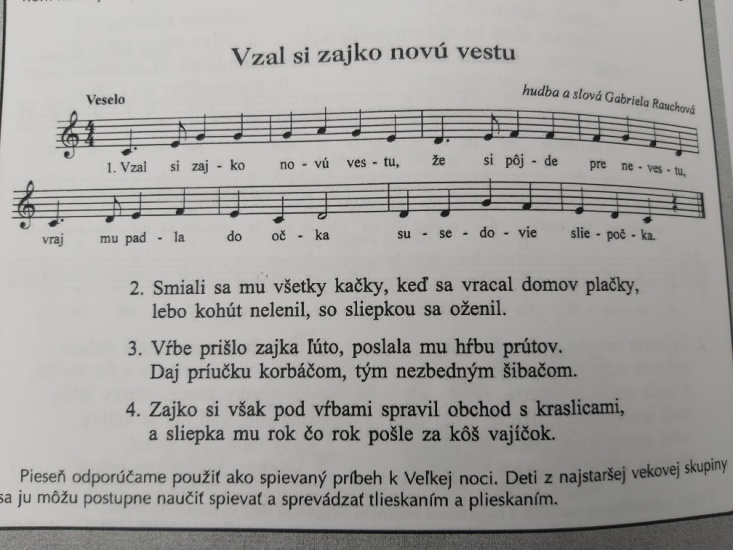 Vzal si zajko novú vestu
Veselo
hudba a slová Gabriela Rauchová
4
4
1. Vzal si zaj - ko no - vú ves - tu, že si pôj - de pre ne - ves - tu,
vraj mu pad - la do oč - ka su - se - do - vie slie - poč - ka.
2. Smiali sa mu všetky kačky, keď sa vracal domov plačky,
lebo kohút nelenil, so sliepkou sa oženil.
3. Vŕbe prišlo zajka ľúto, poslala mu hŕbu prútov.
Daj príučku korbáčom, tým nezbedným šibačom.
4. Zajko si však pod vŕbami spravil obchod s kraslicami,
a sliepka mu rok čo rok pošle za kôš vajíčok.
Pieseň odporúčame použiť ako spievaný príbeh k Veľkej noci. Deti z najstaršej vekovej skupiny
sa ju môžu postupne naučiť spievať a sprevádzať tlieskaním a plieskaním.